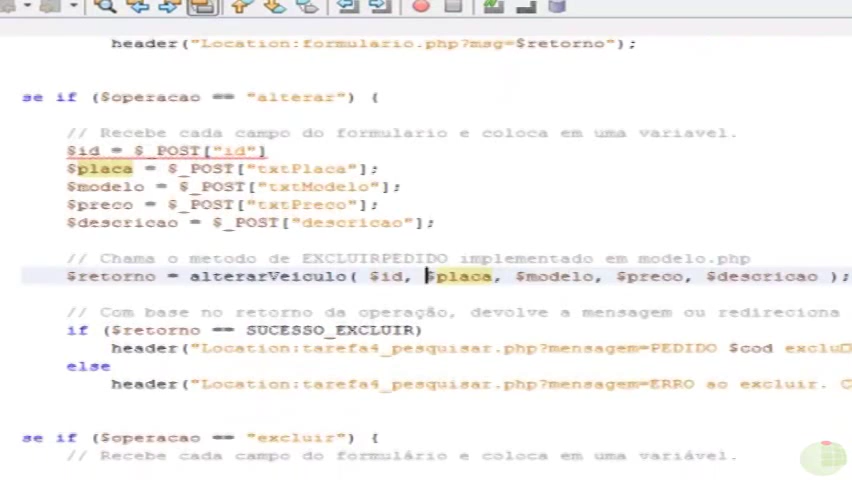 header("Location:formulario.php?msg=$retorno");
se if ($operacao == "alterar") {
// Recebe cada campo do formulario e coloca em uma variavel.
$id = $_POST["id"]
$placa = $_POST["txtPlaca"];
$modelo = $_POST["txtModelo"];
$preco = $_POST["txtPreco"];
$descricao = $_POST["descricao"];
// Chama o metodo de EXCLUIRPEDIDO implementado em modelo.php
$retorno = alterarVeiculo( $id, $placa, $modelo, $preco, $descricao );
// Com base no retorno da operação, devolve a mensagem ou redireciona
if ($retorno == SUCESSO_EXCLUIR)
header("Location:tarefa4_pesquisar.php?mensagem=PEDIDO $cod excluD
else
header("Location:tarefa4_pesquisar.php?mensagem=ERRO ao excluir. C
se if ($operacao == "excluir") {
// Recebe cada campo do formulário e coloca em uma variável.